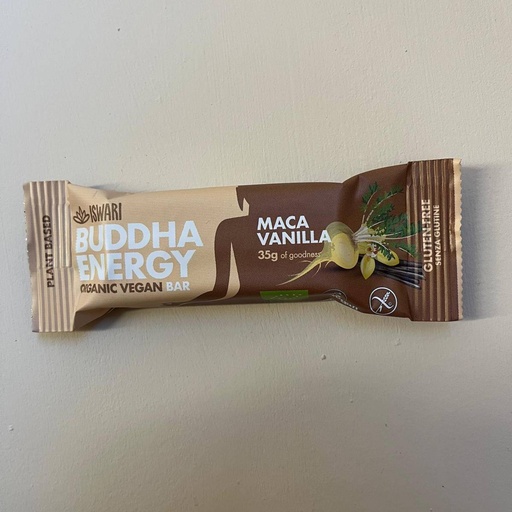 PLANT-BASED
ISWARI
BUDDHA
ENERGY
ORGANIC VEGAN BAR
MACA
VANILLA
35g of goodness
GLUTEN-FREE
SENZA GLUTINE